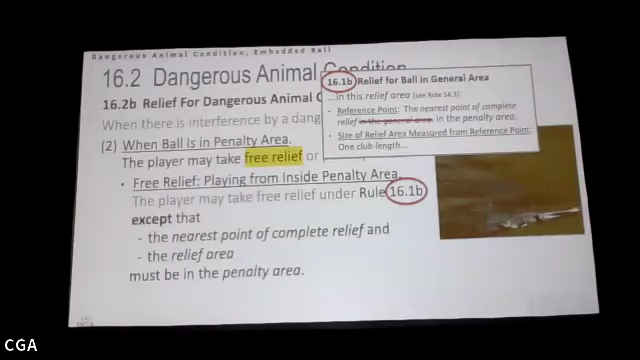 Dangerous Animal Condition, Embedded Ball
16.2 Dangerous Animal Condition
16.2b Relief For Dangerous Animal C
When there is interference by a dang
(2) When Ball Is in Penalty Area.
The player may take free relief or
• Free Relief: Playing from Inside Penalty Area.
The player may take free relief under Rule 16.1b
except that
- the nearest point of complete relief and
- the relief area
must be in the penalty area.
16.1b Relief for Ball in General Area
...in this relief area (see Rule 14.3):
• Reference Point: The nearest point of complete
relief in the general area. in the penalty area.
• Size of Relief Area Measured from Reference Point:
One club-length...
CGA